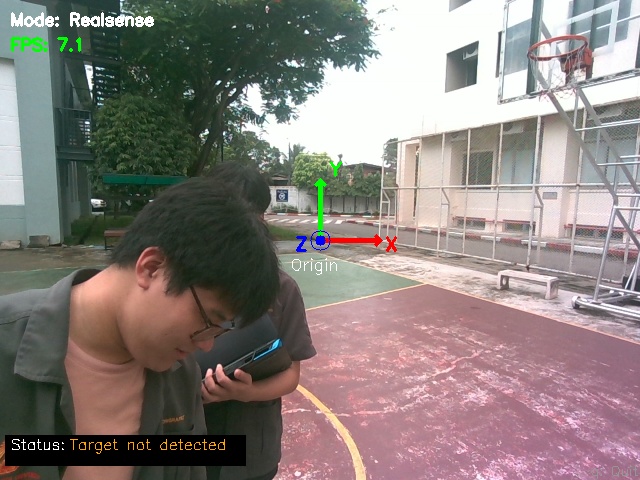 Mode: Realsense
FPS: 7.1
Y
Z
X
Origin
Status: Target not detected